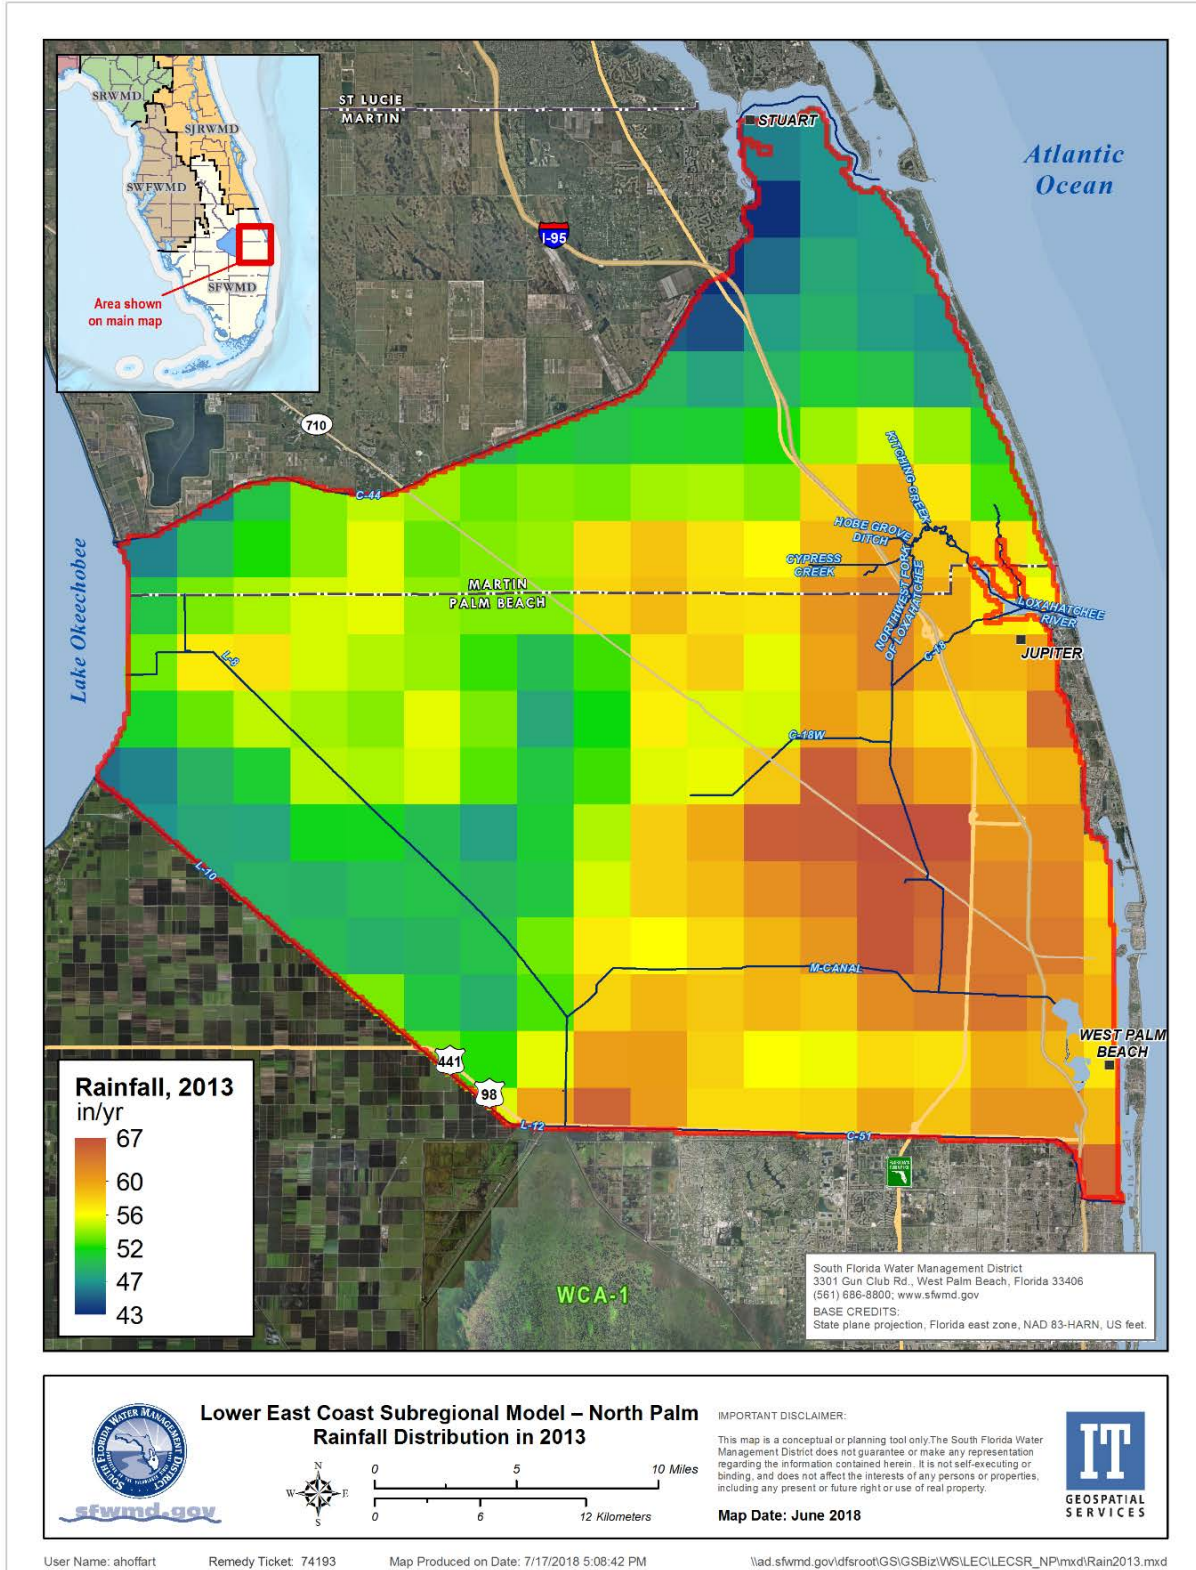 SRWMD
SJRWMD
SWFWMD
SFWMD
Area shown
on main map
ST LUCIE
MARTIN
STUART
Atlantic
Ocean
I-95
710
C-44
KITCHING CREEK
HOBE GROVE
DITCH
CYPRESS
CREEK
NORTHWEST FORK
OF LOXAHATCHEE
LOXAHATCHEE
RIVER
MARTIN
PALM BEACH
Lake Okeechobee
JUPITER
L-8
C-18
C-18W
L-10
M-CANAL
WEST PALM
BEACH
441
98
L-12
C-51
WCA-1
Rainfall, 2013
in/yr
67
60
56
52
47
43
South Florida Water Management District
3301 Gun Club Rd., West Palm Beach, Florida 33406
(561) 686-8800; www.sfwmd.gov
BASE CREDITS:
State plane projection, Florida east zone, NAD 83-HARN, US feet.
SOUTH FLORIDA WATER MANAGEMENT DISTRICT
sfwmd.gov
Lower East Coast Subregional Model – North Palm
Rainfall Distribution in 2013
N
W E
S
0 5 10 Miles
0 6 12 Kilometers
IMPORTANT DISCLAIMER:
This map is a conceptual or planning tool only.The South Florida Water
Management District does not guarantee or make any representation
regarding the information contained herein. It is not self-executing or
binding, and does not affect the interests of any persons or properties,
including any present or future right or use of real property.
Map Date: June 2018
IT
GEOSPATIAL
SERVICES
User Name: ahoffart Remedy Ticket: 74193 Map Produced on Date: 7/17/2018 5:08:42 PM \\ad.sfwmd.gov\dfsroot\GS\GSBiz\WS\LEC\LECSR_NP\mxd\Rain2013.mxd